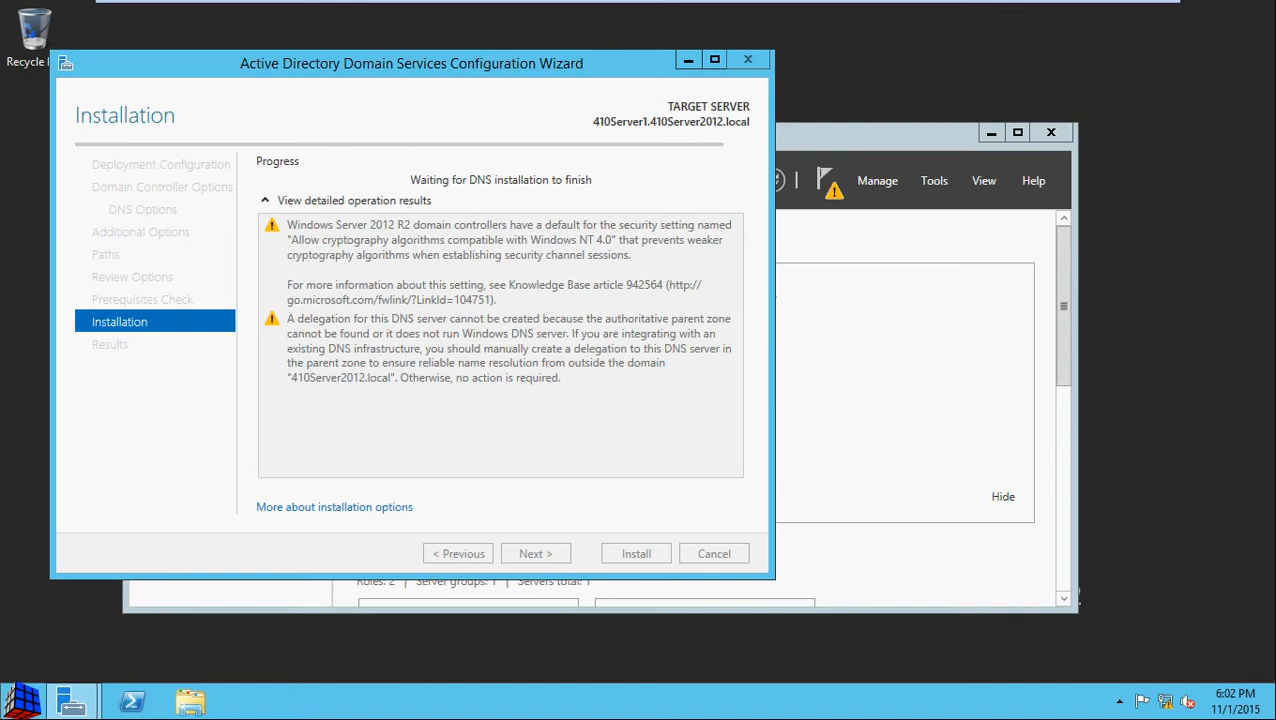 Recycle
Active Directory Domain Services Configuration Wizard
Installation
TARGET SERVER
410Server1.410Server2012.local
Deployment Configuration
Domain Controller Options
DNS Options
Additional Options
Paths
Review Options
Prerequisites Check
Installation
Results
Progress
Waiting for DNS installation to finish
View detailed operation results
Windows Server 2012 R2 domain controllers have a default for the security setting named
"Allow cryptography algorithms compatible with Windows NT 4.0" that prevents weaker
cryptography algorithms when establishing security channel sessions.
For more information about this setting, see Knowledge Base article 942564 (http://
go.microsoft.com/fwlink/?LinkId=104751).
A delegation for this DNS server cannot be created because the authoritative parent zone
cannot be found or it does not run Windows DNS server. If you are integrating with an
existing DNS infrastructure, you should manually create a delegation to this DNS server in
the parent zone to ensure reliable name resolution from outside the domain
"410Server2012.local". Otherwise, no action is required.
More about installation options
< Previous
Next >
Install
Cancel
Manage
Tools
View
Help
Hide
Roles: 2 | Server groups: 1 | Servers total: 1
6:02 PM
11/1/2015